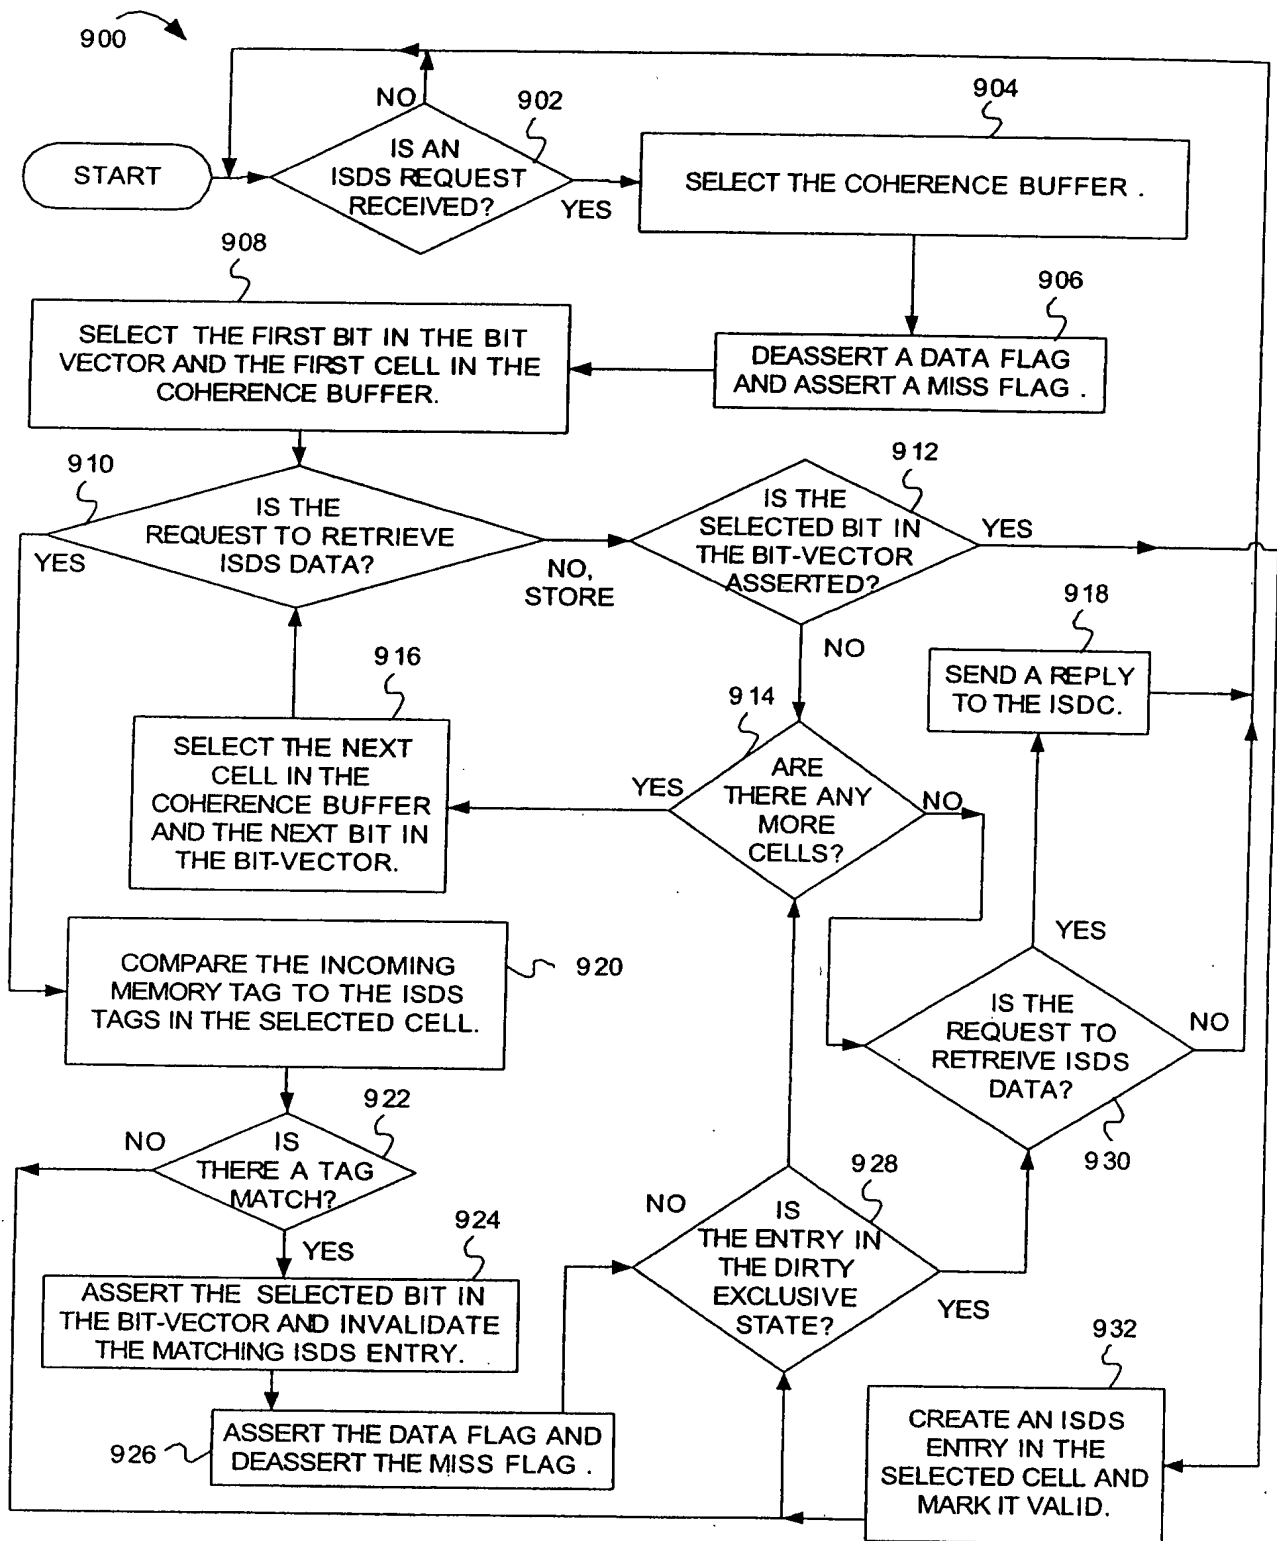 900
NO
902
904
START
IS AN
ISDS REQUEST
RECEIVED?
YES
SELECT THE COHERENCE BUFFER .
908
906
SELECT THE FIRST BIT IN THE BIT
VECTOR AND THE FIRST CELL IN THE
COHERENCE BUFFER.
DEASSERT A DATA FLAG
AND ASSERT A MISS FLAG .
910
912
IS THE
REQUEST TO RETRIEVE
ISDS DATA?
YES
NO,
STORE
IS THE
SELECTED BIT IN
THE BIT-VECTOR
ASSERTED?
YES
NO
918
SEND A REPLY
TO THE ISDC.
916
914
SELECT THE NEXT
CELL IN THE
COHERENCE BUFFER
AND THE NEXT BIT IN
THE BIT-VECTOR.
YES
ARE
THERE ANY
MORE
CELLS?
NO
COMPARE THE INCOMING
MEMORY TAG TO THE ISDS
TAGS IN THE SELECTED CELL.
920
YES
IS THE
REQUEST TO
RETREIVE ISDS
DATA?
NO
930
922
NO
IS
THERE A TAG
MATCH?
YES
928
NO
IS
THE ENTRY IN
THE DIRTY
EXCLUSIVE
STATE?
YES
924
ASSERT THE SELECTED BIT IN
THE BIT-VECTOR AND INVALIDATE
THE MATCHING ISDS ENTRY.
926
ASSERT THE DATA FLAG AND
DEASSERT THE MISS FLAG .
932
CREATE AN ISDS
ENTRY IN THE
SELECTED CELL AND
MARK IT VALID.